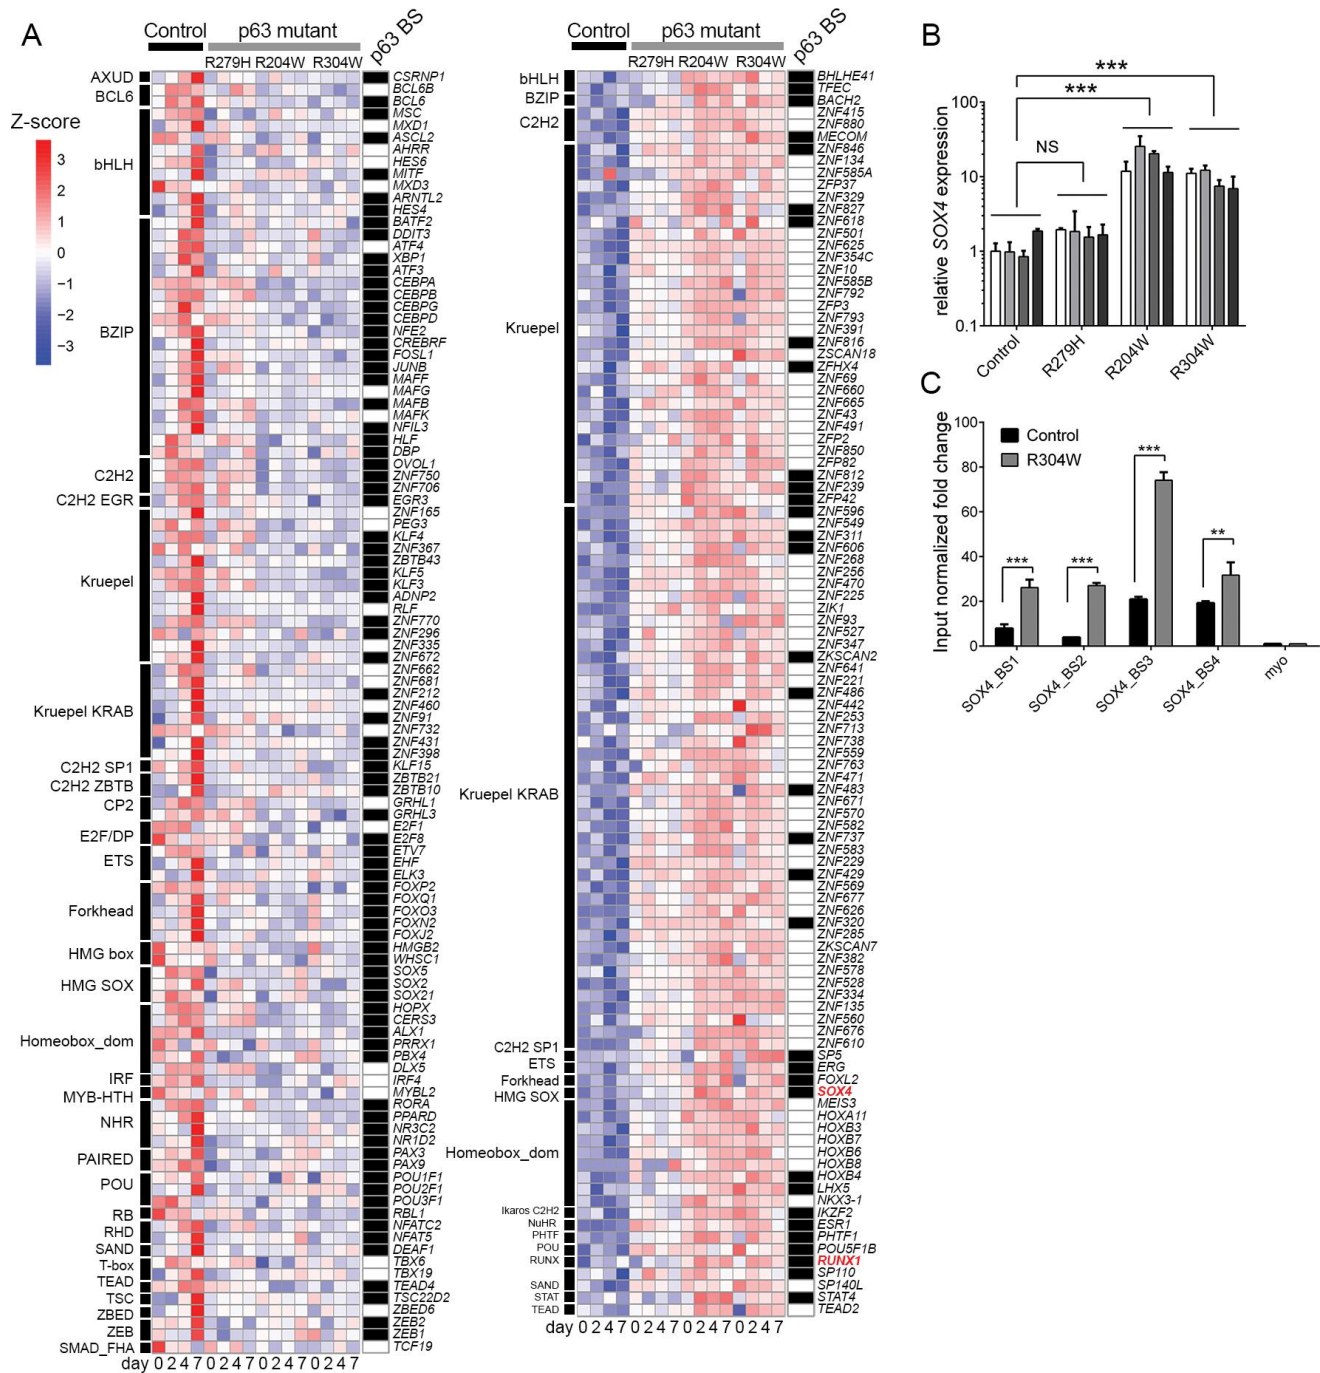 A
Control p63 mutant p63 BS
R279H R204W R304W
Z-score
3
2
1
0
−1
−2
−3
AXUD
BCL6
bHLH
BZIP
C2H2
C2H2 EGR
Kruepel
Kruepel KRAB
C2H2 SP1
C2H2 ZBTB
CP2
E2F/DP
ETS
Forkhead
HMG box
HMG SOX
Homeobox_dom
IRF
MYB-HTH
NHR
PAIRED
POU
RB
RHD
SAND
T-box
TEAD
TSC
ZBED
ZEB
SMAD_FHA
CSRNP1
BCL6B
BCL6
MSC
MXD1
ASCL2
AHRR
HES6
MITF
MXD3
ARNTL2
HES4
BATF2
DDIT3
ATF4
XBP1
ATF3
CEBPA
CEBPB
CEBPG
CEBPD
NFE2
CREBRF
FOSL1
JUNB
MAFF
MAFG
MAFB
MAFK
NFIL3
HLF
DBP
OVOL1
ZNF750
ZNF706
EGR3
ZNF165
PEG3
KLF4
ZNF367
ZBTB43
KLF5
KLF3
ADNP2
RLF
ZNF770
ZNF296
ZNF335
ZNF672
ZNF662
ZNF681
ZNF212
ZNF460
ZNF91
ZNF732
ZNF431
ZNF398
KLF15
ZBTB21
ZBTB10
GRHL1
GRHL3
E2F1
E2F8
ETV7
EHF
ELK3
FOXP2
FOXQ1
FOXO3
FOXN2
FOXJ2
HMGB2
WHSC1
SOX5
SOX2
SOX21
HOPX
CERS3
ALX1
PRRX1
PBX4
DLX5
IRF4
MYBL2
RORA
PPARD
NR3C2
NR1D2
PAX3
PAX9
POU1F1
POU2F1
POU3F1
RBL1
NFATC2
NFAT5
DEAF1
TBX6
TBX19
TEAD4
TSC22D2
ZBED6
ZEB2
ZEB1
TCF19
day 0 2 4 7 0 2 4 7 0 2 4 7 0 2 4 7
Control p63 mutant p63 BS
R279H R204W R304W
bHLH
BZIP
C2H2
Kruepel
Kruepel KRAB
C2H2 SP1
ETS
Forkhead
HMG SOX
Homeobox_dom
Ikaros C2H2
NuHR
PHTF
POU
RUNX
SAND
STAT
TEAD
BHLHE41
TFEC
BACH2
ZNF415
ZNF880
MECOM
ZNF846
ZNF134
ZNF585A
ZFP37
ZNF329
ZNF827
ZNF618
ZNF501
ZNF625
ZNF354C
ZNF10
ZNF585B
ZNF792
ZFP3
ZNF793
ZNF391
ZNF816
ZSCAN18
ZFHX4
ZNF69
ZNF660
ZNF665
ZNF43
ZNF491
ZFP2
ZNF850
ZFP82
ZNF812
ZNF239
ZFP42
ZNF596
ZNF549
ZNF311
ZNF606
ZNF268
ZNF256
ZNF470
ZNF225
ZIK1
ZNF93
ZNF527
ZNF347
ZKSCAN2
ZNF641
ZNF221
ZNF486
ZNF442
ZNF253
ZNF713
ZNF738
ZNF559
ZNF763
ZNF471
ZNF483
ZNF671
ZNF570
ZNF582
ZNF737
ZNF583
ZNF229
ZNF429
ZNF569
ZNF677
ZNF626
ZNF320
ZNF285
ZKSCAN7
ZNF382
ZNF578
ZNF528
ZNF334
ZNF135
ZNF560
ZNF676
ZNF610
SP5
ERG
FOXL2
SOX4
MEIS3
HOXA11
HOXB3
HOXB7
HOXB6
HOXB8
HOXB4
LHX5
NKX3-1
IKZF2
ESR1
PHTF1
POU5F1B
RUNX1
SP110
SP140L
STAT4
TEAD2
day 0 2 4 7 0 2 4 7 0 2 4 7 0 2 4 7
B
relative SOX4 expression
100
10
1
0.1
***
***
NS
Control
R279H
R204W
R304W
C
Input normalized fold change
100
80
60
40
20
0
Control
R304W
***
***
***
**
SOX4_BS1
SOX4_BS2
SOX4_BS3
SOX4_BS4
myo